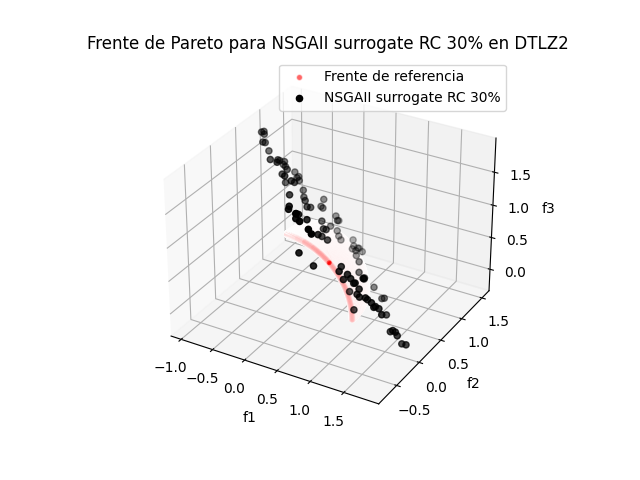 Frente de Pareto para NSGAII surrogate RC 30% en DTLZ2
Frente de referencia
NSGAII surrogate RC 30%
1.5
1.0
0.5
0.0
f3
1.5
1.0
0.5
0.0
−0.5
f2
−1.0
−0.5
0.0
0.5
1.0
1.5
f1